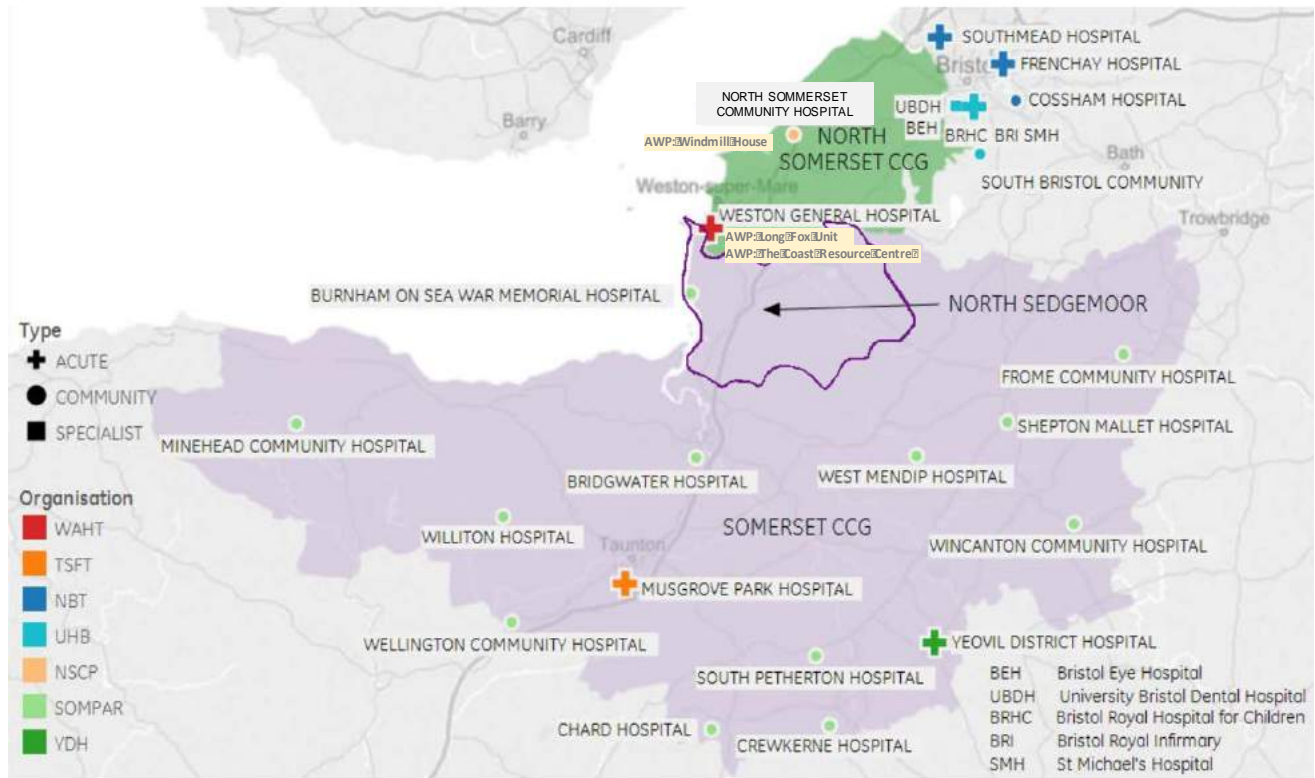 Cardiff
SOUTHMEAD HOSPITAL
FRENCHAY HOSPITAL
NORTH SOMMERSET
COMMUNITY HOSPITAL
UBDH
COSSHAM HOSPITAL
Barry
BEH
BRHC BRI SMH
AWP: Windmill House
NORTH
SOMERSET CCG
Bath
Weston-super-Mare
SOUTH BRISTOL COMMUNITY
WESTON GENERAL HOSPITAL
Trowbridge
AWP: Long Fox Unit
AWP: The Coast Resource Centre
BURNHAM ON SEA WAR MEMORIAL HOSPITAL
NORTH SEDGEMOOR
Type
ACUTE
COMMUNITY
SPECIALIST
FROME COMMUNITY HOSPITAL
SHEPTON MALLET HOSPITAL
MINEHEAD COMMUNITY HOSPITAL
BRIDGWATER HOSPITAL
WEST MENDIP HOSPITAL
Organisation
WAHT
TSFT
NBT
UHB
NSCP
SOMPAR
YDH
WILLITON HOSPITAL
SOMERSET CCG
WINCANTON COMMUNITY HOSPITAL
Taunton
MUSGROVE PARK HOSPITAL
WELLINGTON COMMUNITY HOSPITAL
YEOVIL DISTRICT HOSPITAL
SOUTH PETHERTON HOSPITAL
CHARD HOSPITAL
CREWKERNE HOSPITAL
BEH Bristol Eye Hospital
UBDH University Bristol Dental Hospital
BRHC Bristol Royal Hospital for Children
BRI Bristol Royal Infirmary
SMH St Michael's Hospital